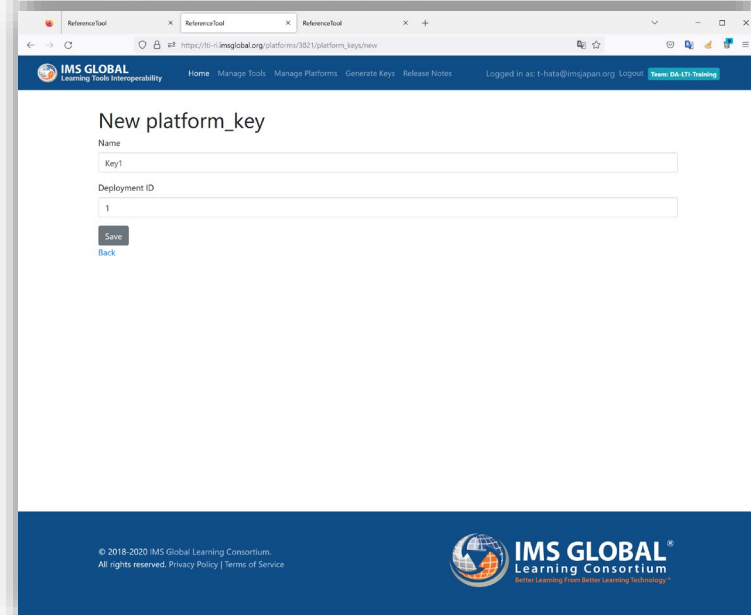 ReferenceTool
ReferenceTool
ReferenceTool
https://lti-ri.imsglobal.org/platforms/3821/platform_keys/new
IMS GLOBAL
Learning Tools Interoperability
Home Manage Tools Manage Platforms Generate Keys Release Notes
Logged in as: t-hata@imsjapan.org Logout Team: DA-LTI-Training
New platform_key
Name
Key1
Deployment ID
1
Save
Back
© 2018-2020 IMS Global Learning Consortium.
All rights reserved. Privacy Policy | Terms of Service
IMS GLOBAL®
Learning Consortium
Better Learning From Better Learning Technology®